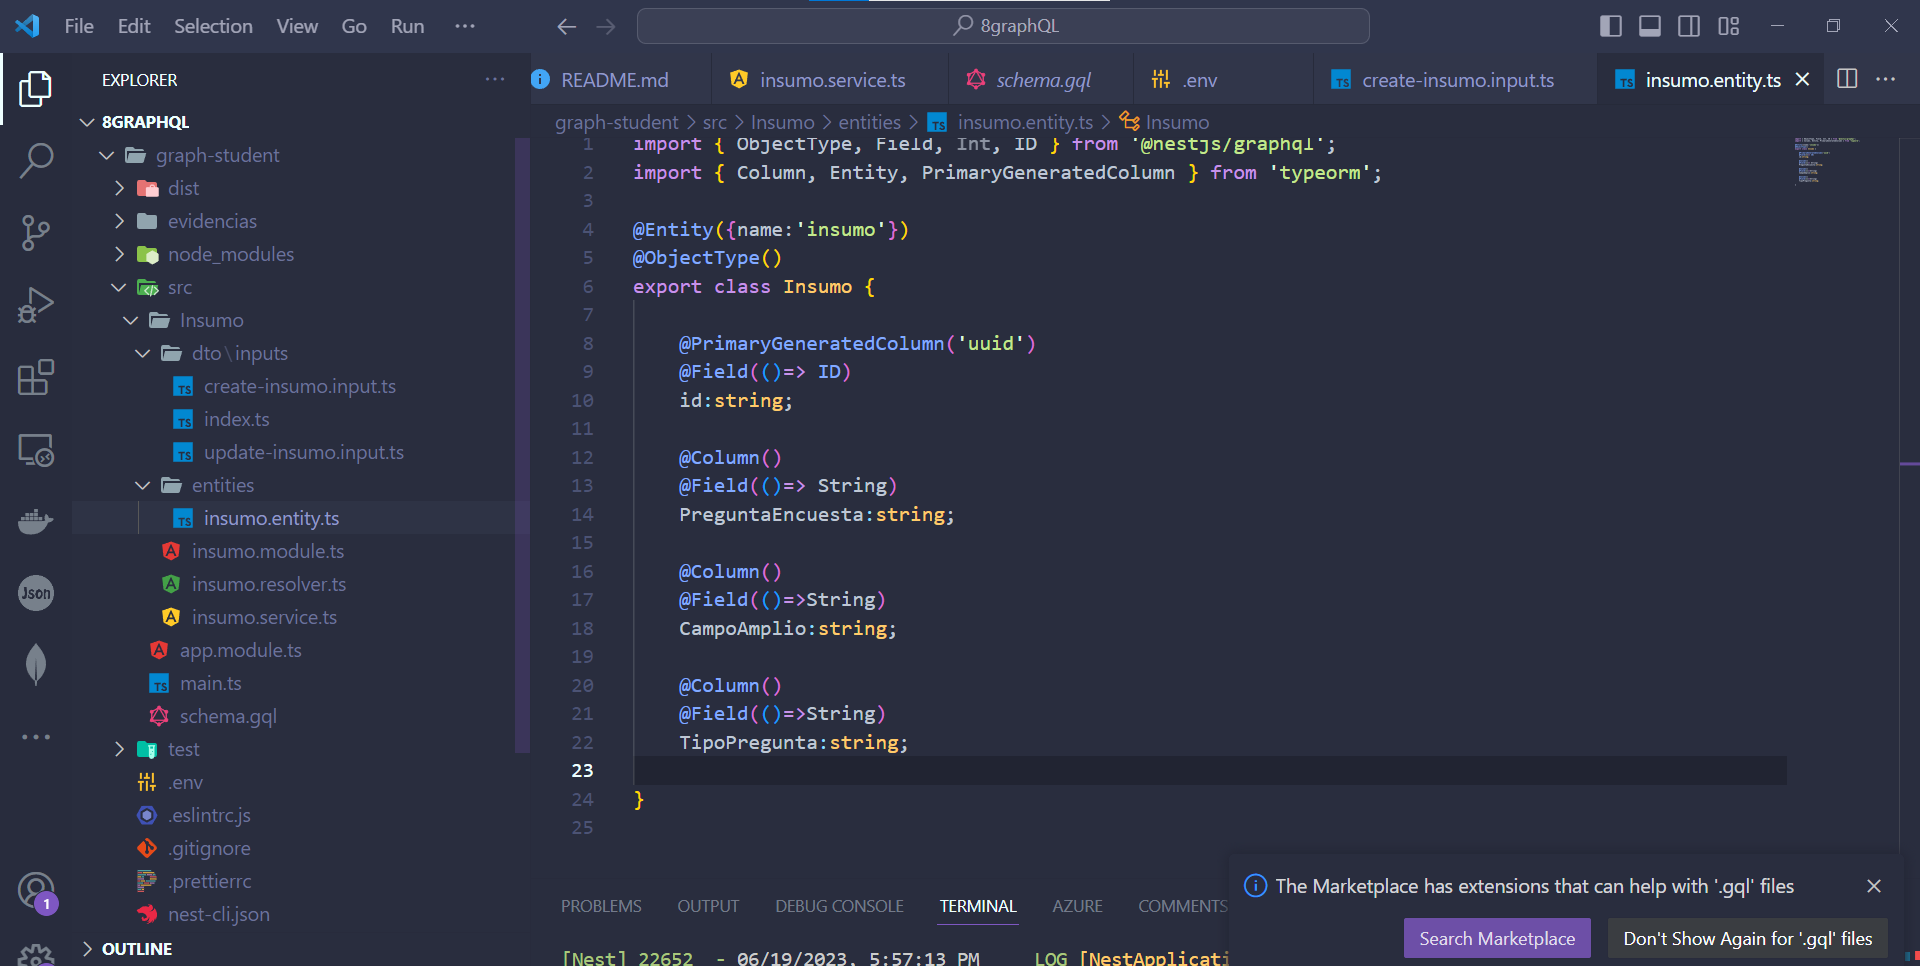 File Edit Selection View Go Run ···
8graphQL
EXPLORER
README.md
insumo.service.ts
schema.gql
.env
create-insumo.input.ts
insumo.entity.ts
graph-student > src > Insumo > entities > TS insumo.entity.ts > Insumo
8GRAPHQL
graph-student
dist
evidencias
node_modules
src
Insumo
dto\inputs
TS create-insumo.input.ts
TS index.ts
TS update-insumo.input.ts
entities
TS insumo.entity.ts
insumo.module.ts
insumo.resolver.ts
insumo.service.ts
app.module.ts
TS main.ts
schema.gql
test
.env
.eslintrc.js
.gitignore
.prettierrc
nest-cli.json
OUTLINE
Json
1
1 import { ObjectType, Field, Int, ID } from '@nestjs/graphql';
2 import { Column, Entity, PrimaryGeneratedColumn } from 'typeorm';
3
4 @Entity({name:'insumo'})
5 @ObjectType()
6 export class Insumo {
7
8 @PrimaryGeneratedColumn('uuid')
9 @Field(()=> ID)
10 id:string;
11
12 @Column()
13 @Field(()=> String)
14 PreguntaEncuesta:string;
15
16 @Column()
17 @Field(()=>String)
18 CampoAmplio:string;
19
20 @Column()
21 @Field(()=>String)
22 TipoPregunta:string;
23
24 }
25
PROBLEMS OUTPUT DEBUG CONSOLE TERMINAL AZURE COMMENTS
[Nest] 22652 - 06/19/2023, 5:57:13 PM LOG [NestApplicati
The Marketplace has extensions that can help with '.gql' files
Search Marketplace
Don't Show Again for '.gql' files